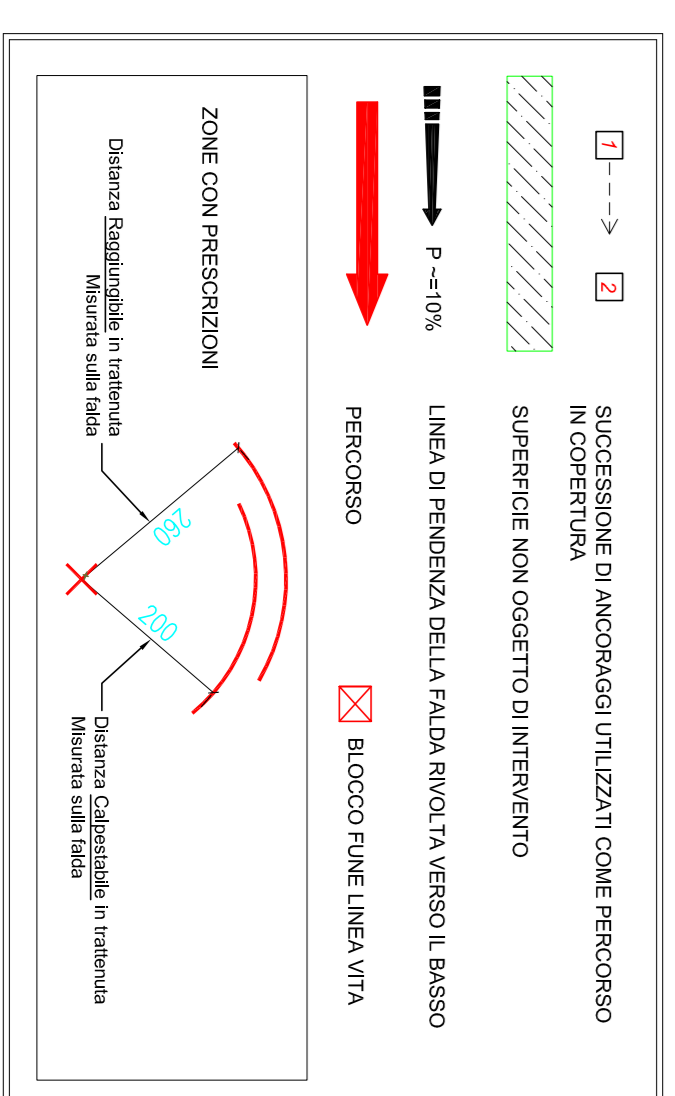 1
2
SUCCESSIONE DI ANCORAGGI UTILIZZATI COME PERCORSO
IN COPERTURA
SUPERFICIE NON OGGETTO DI INTERVENTO
P ~=10%
LINEA DI PENDENZA DELLA FALDA RIVOLTA VERSO IL BASSO
PERCORSO
BLOCCO FUNE LINEA VITA
ZONE CON PRESCRIZIONI
260
200
Distanza Raggiungibile in trattenuta
Misurata sulla falda
Distanza Calpestabile in trattenuta
Misurata sulla falda